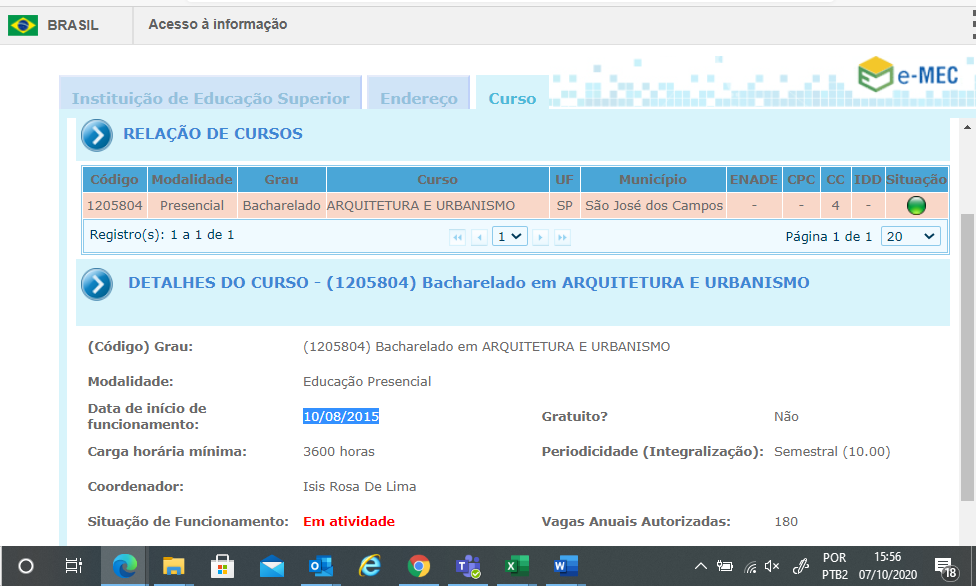 BRASIL Acesso à informação
e-MEC
Instituição de Educação Superior Endereço Curso
RELAÇÃO DE CURSOS
Código Modalidade Grau Curso UF Município ENADE CPC CC IDD Situação
1205804 Presencial Bacharelado ARQUITETURA E URBANISMO SP São José dos Campos - - 4 -
Registro(s): 1 a 1 de 1 1 Página 1 de 1 20
DETALHES DO CURSO - (1205804) Bacharelado em ARQUITETURA E URBANISMO
(Código) Grau: (1205804) Bacharelado em ARQUITETURA E URBANISMO
Modalidade: Educação Presencial
Data de início de
funcionamento: 10/08/2015 Gratuito? Não
Carga horária mínima: 3600 horas Periodicidade (Integralização): Semestral (10.00)
Coordenador: Isis Rosa De Lima
Situação de Funcionamento: Em atividade Vagas Anuais Autorizadas: 180
POR 15:56
PTB2 07/10/2020 18